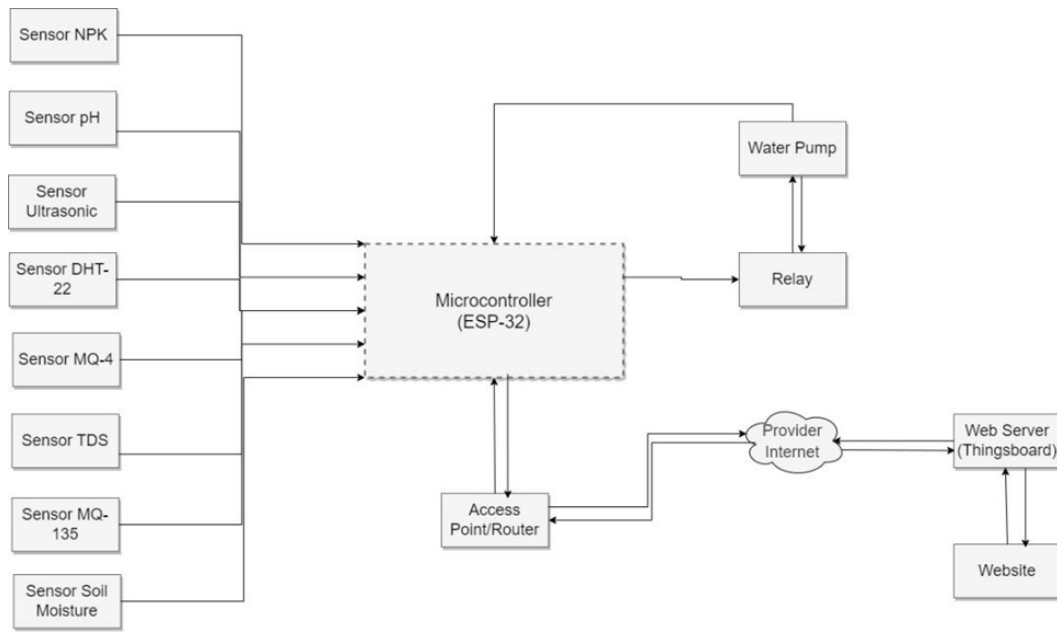 Sensor NPK
Sensor pH
Sensor
Ultrasonic
Sensor DHT-
22
Sensor MQ-4
Sensor TDS
Sensor MQ-
135
Sensor Soil
Moisture
Microcontroller
(ESP-32)
Water Pump
Relay
Access
Point/Router
Provider
Internet
Web Server
(Thingsboard)
Website